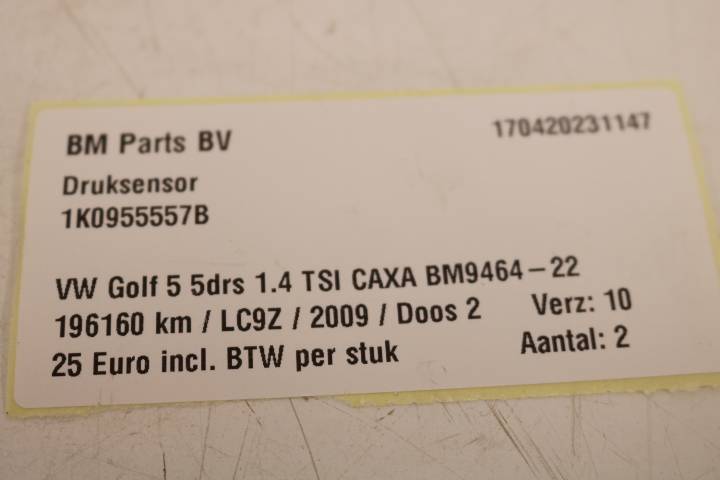 BM Parts BV 170420231147
Druksensor
1K0955557B
VW Golf 5 5drs 1.4 TSI CAXA BM9464-22
196160 km / LC9Z / 2009 / Doos 2 Verz: 10
25 Euro incl. BTW per stuk Aantal: 2